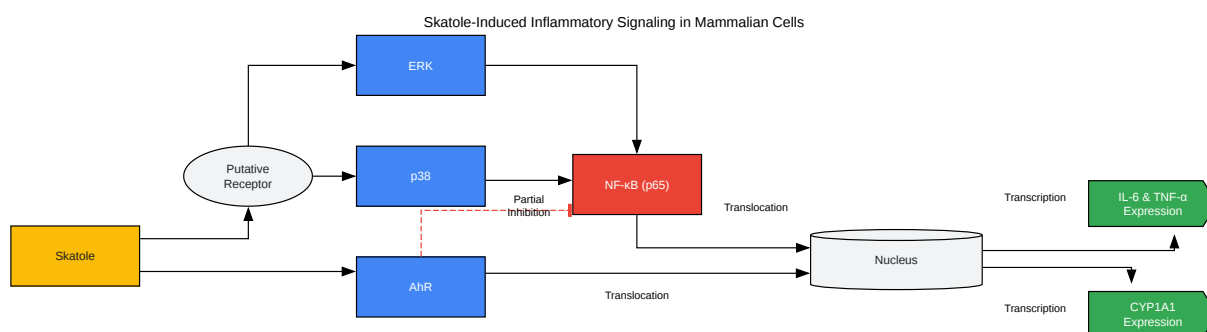 Skatole-Induced Inflammatory Signaling in Mammalian Cells
ERK
Putative
Receptor
p38
NF-κB (p65)
Partial
Inhibition
Translocation
Transcription
IL-6 & TNF-α
Expression
Skatole
AhR
Nucleus
Translocation
Transcription
CYP1A1
Expression